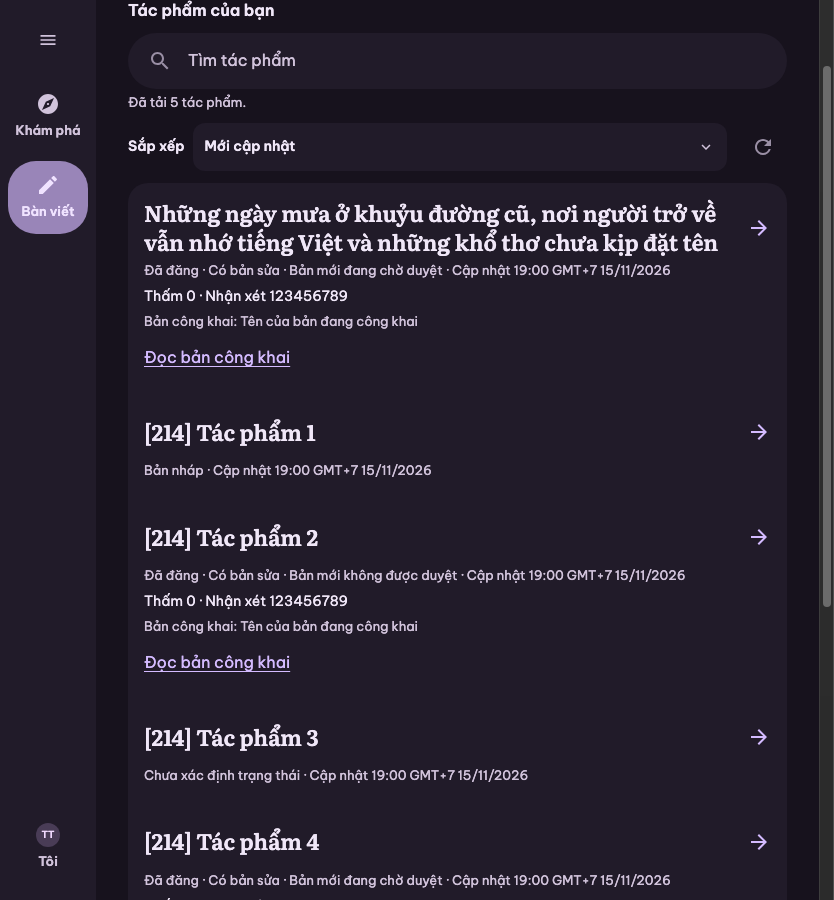 Tác phẩm của bạn
Tìm tác phẩm
Đã tải 5 tác phẩm.
Khám phá
Sắp xếp
Mới cập nhật
Bàn viết
Những ngày mưa ở khuỷu đường cũ, nơi người trở về
vẫn nhớ tiếng Việt và những khổ thơ chưa kịp đặt tên
Đã đăng · Có bản sửa · Bản mới đang chờ duyệt · Cập nhật 19:00 GMT+7 15/11/2026
Thấm 0 · Nhận xét 123456789
Bản công khai: Tên của bản đang công khai
Đọc bản công khai
[214] Tác phẩm 1
Bản nháp · Cập nhật 19:00 GMT+7 15/11/2026
[214] Tác phẩm 2
Đã đăng · Có bản sửa · Bản mới không được duyệt · Cập nhật 19:00 GMT+7 15/11/2026
Thấm 0 · Nhận xét 123456789
Bản công khai: Tên của bản đang công khai
Đọc bản công khai
[214] Tác phẩm 3
Chưa xác định trạng thái · Cập nhật 19:00 GMT+7 15/11/2026
[214] Tác phẩm 4
Đã đăng · Có bản sửa · Bản mới đang chờ duyệt · Cập nhật 19:00 GMT+7 15/11/2026
TT
Tôi